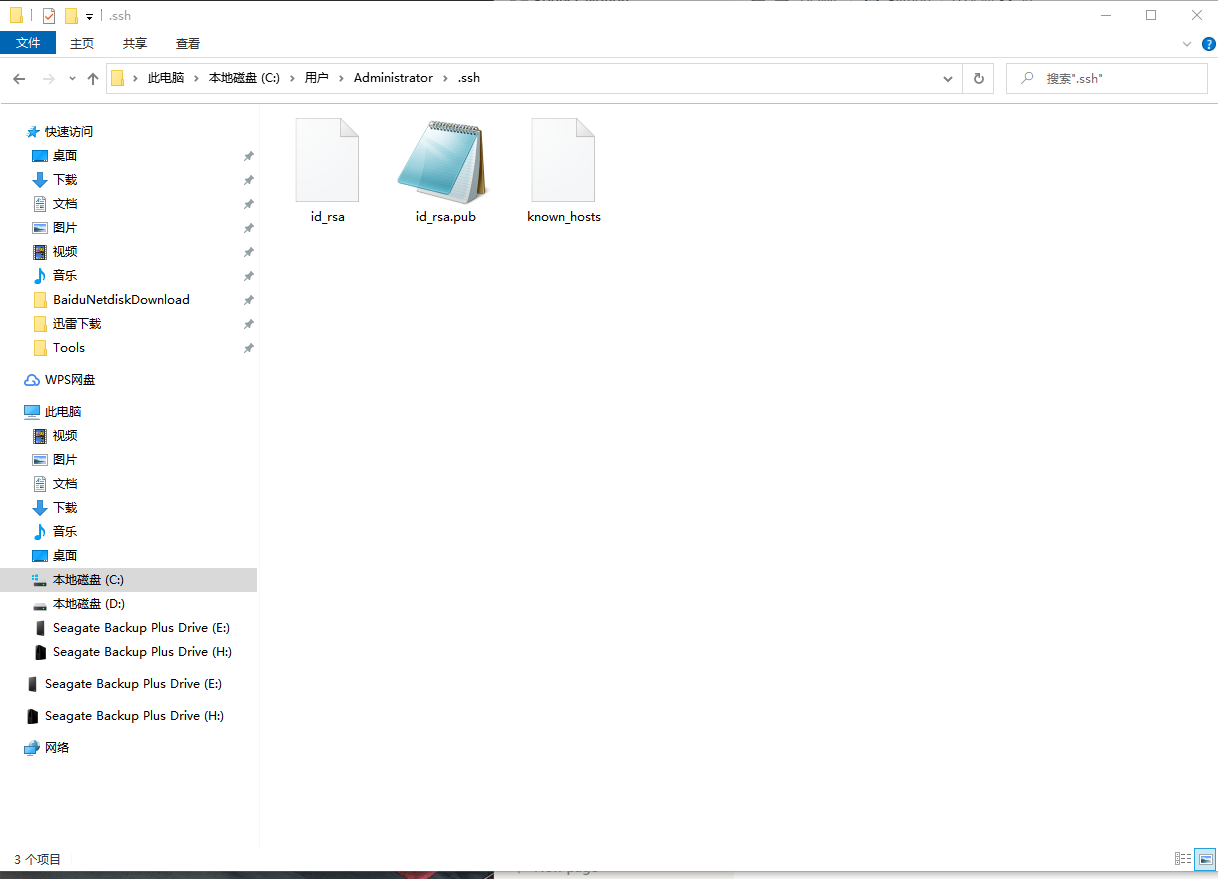 .ssh
文件 主页 共享 查看
此电脑 本地磁盘 (C:) 用户 Administrator .ssh 搜索".ssh"
快速访问
桌面
下载
文档
图片
视频
音乐
BaiduNetdiskDownload
迅雷下载
Tools
WPS网盘
此电脑
视频
图片
文档
下载
音乐
桌面
本地磁盘 (C:)
本地磁盘 (D:)
Seagate Backup Plus Drive (E:)
Seagate Backup Plus Drive (H:)
Seagate Backup Plus Drive (E:)
Seagate Backup Plus Drive (H:)
网络
id_rsa id_rsa.pub known_hosts
3 个项目